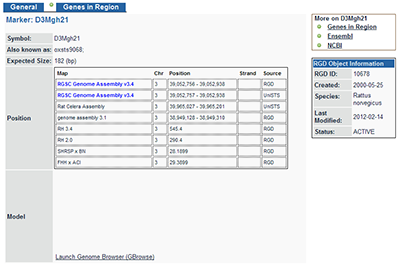 General
Genes in Region
Marker: D3Mgh21
Symbol: D3Mgh21
Also known as: oxsts9068;
Expected Size: 182 (bp)
Position
Map Chr Position Strand Source
RGSC Genome Assembly v3.4 3 39,052,756 - 39,052,938 RGD
RGSC Genome Assembly v3.4 3 39,052,757 - 39,052,938 UniSTS
Rat Celera Assembly 3 39,965,027 - 39,965,281 UniSTS
genome assembly 3.1 3 38,949,128 - 38,949,310 RGD
RH 3.4 3 545.4 RGD
RH 2.0 3 290.4 RGD
SHRSP x BN 3 26.1899 RGD
FHH x ACI 3 29.3899 RGD
Model
Launch Genome Browser (GBrowse)
More on D3Mgh21
Genes in Region
Ensembl
NCBI
RGD Object Information
RGD ID: 10678
Created: 2000-05-25
Species: Rattus norvegicus
Last Modified: 2012-02-14
Status: ACTIVE